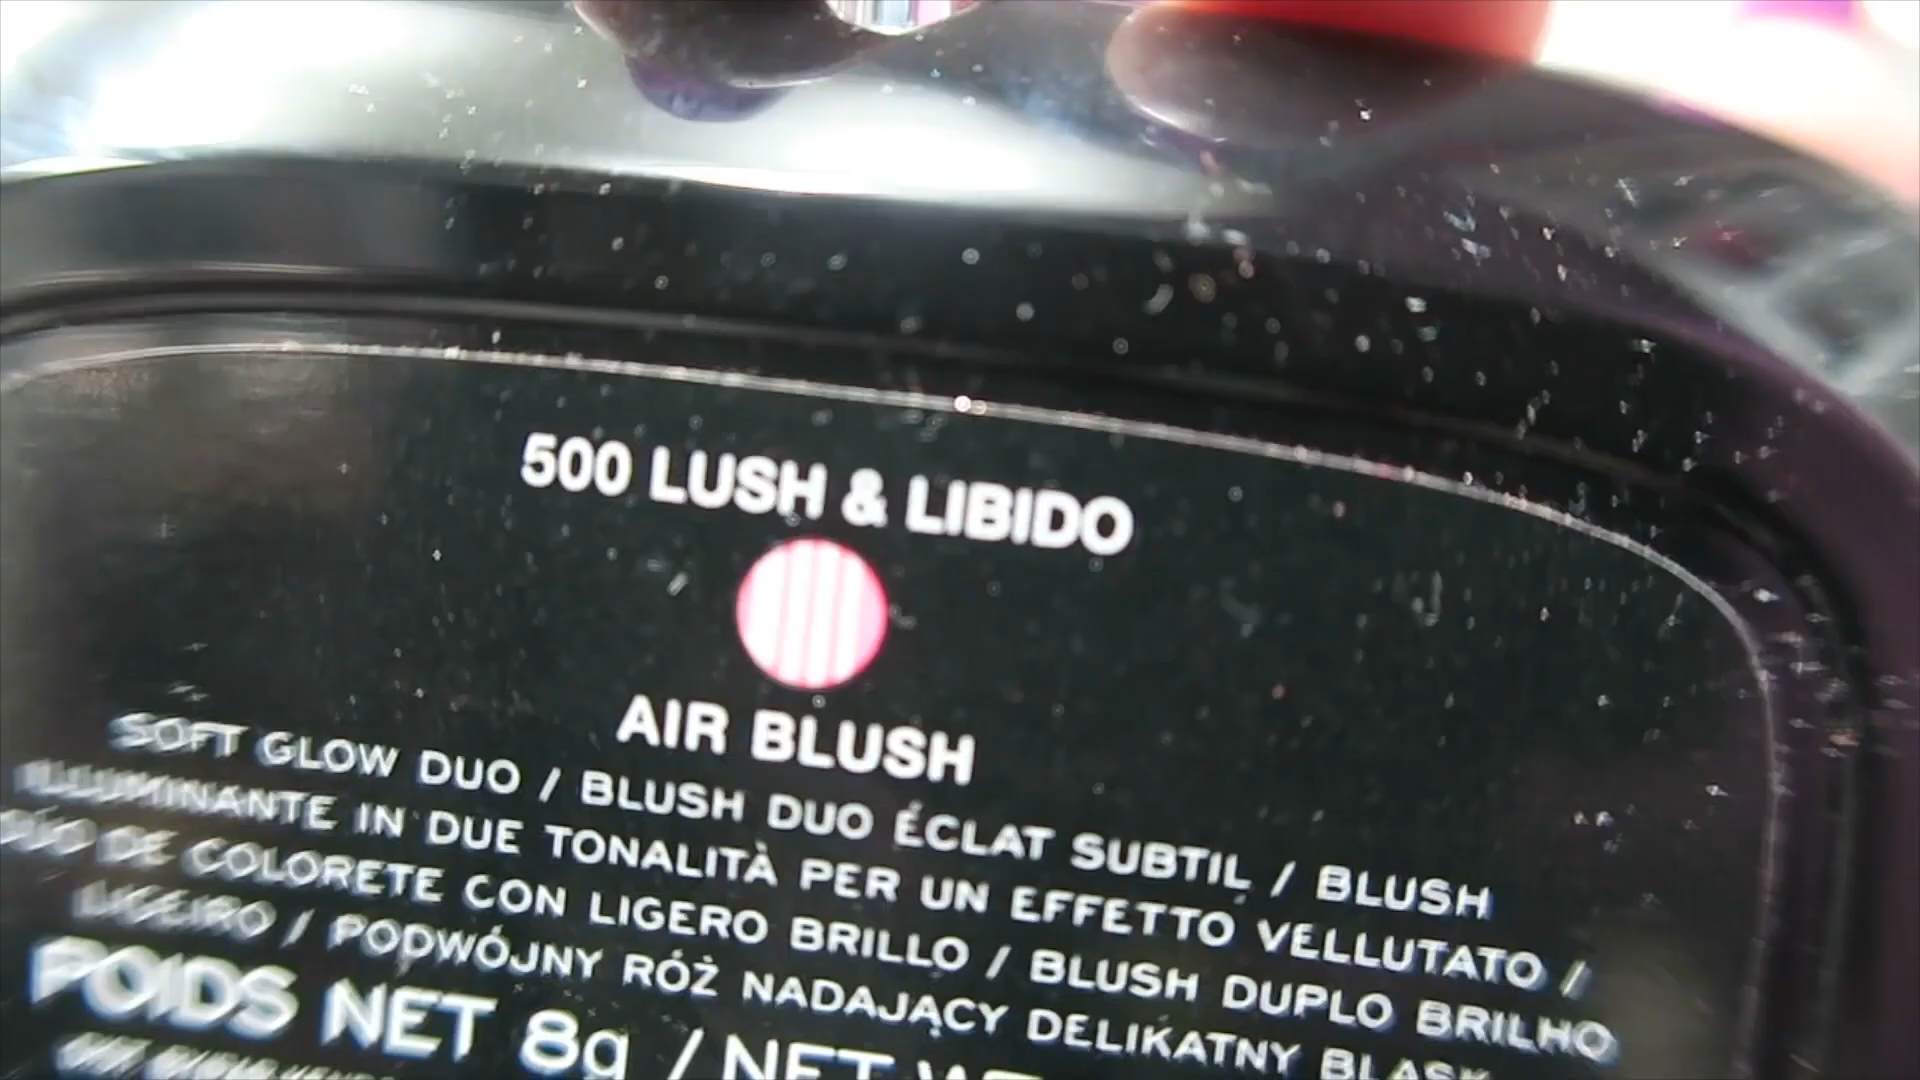 500 LUSH & LIBIDO
AIR BLUSH
SOFT GLOW DUO / BLUSH DUO ÉCLAT SUBTIL / BLUSH
ILLUMINANTE IN DUE TONALITÀ PER UN EFFETTO VELLUTATO /
DÚO DE COLORETE CON LIGERO BRILLO / BLUSH DUPLO BRILHO
LIGEIRO / PODWÓJNY RÓŻ NADAJĄCY DELIKATNY BLASK
POIDS NET 8g / NET